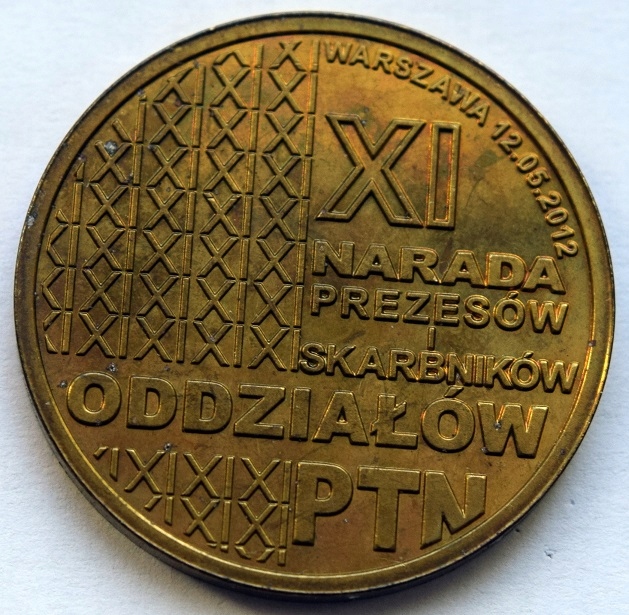 WARSZAWA 12.05.2012
XI
NARADA
PREZESÓW
I
SKARBNIKÓW
ODDZIAŁÓW
PTN